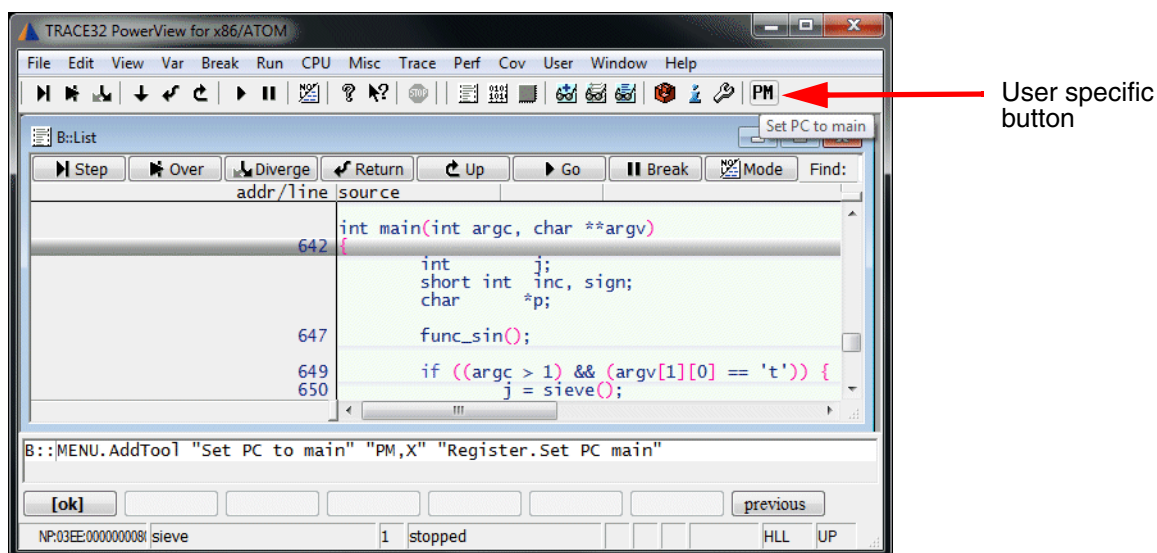 TRACE32 PowerView for x86/ATOM
File Edit View Var Break Run CPU Misc Trace Perf Cov User Window Help
STOP PM
User specific
button
Set PC to main
B::List
Step Over Diverge Return Up Go Break Mode Find:
addr/line source
int main(int argc, char **argv)
642 {
int j;
short int inc, sign;
char *p;
647 func_sin();
649 if ((argc > 1) && (argv[1][0] == 't')) {
650 j = sieve();
B::MENU.AddTool "Set PC to main" "PM,X" "Register.Set PC main"
[ok] previous
sieve 1 stopped HLL UP